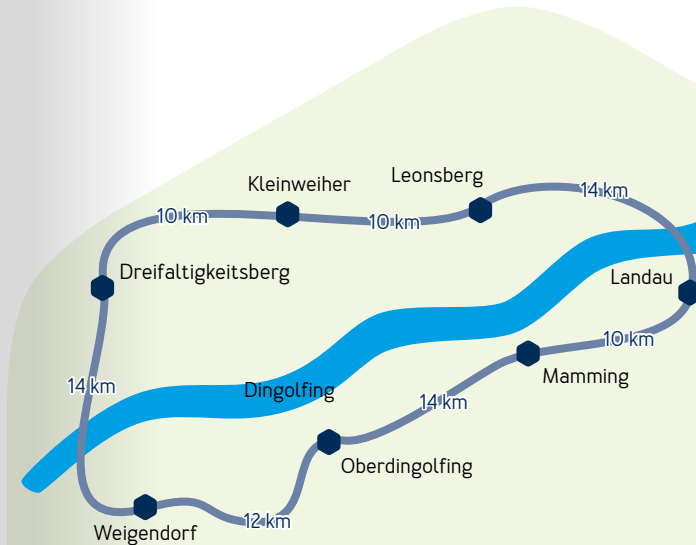 Leonsberg
Kleinweiher
14 km
10 km
10 km
Dreifaltigkeitsberg
Landau
10 km
Mamming
14 km
Dingolfing
14 km
Oberdingolfing
12 km
Weigendorf